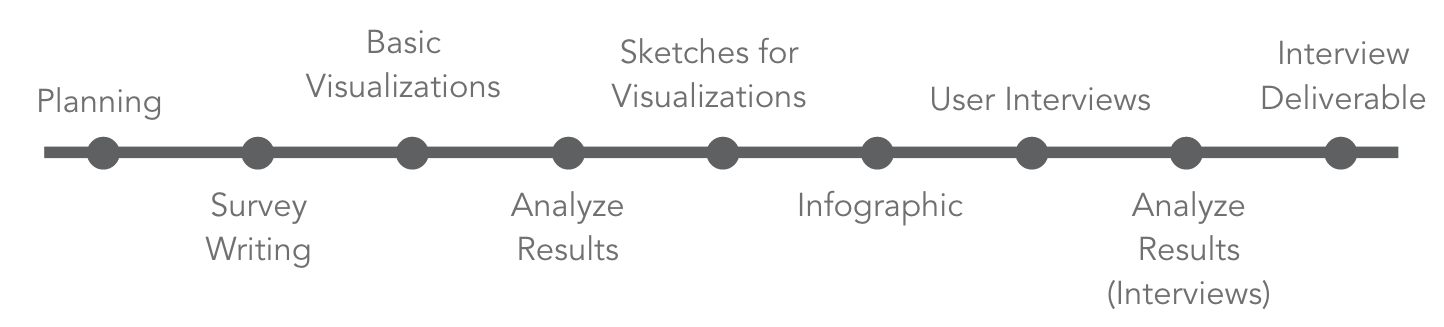 Planning
Survey
Writing
Basic
Visualizations
Analyze
Results
Sketches for
Visualizations
Infographic
User Interviews
Analyze
Results
(Interviews)
Interview
Deliverable